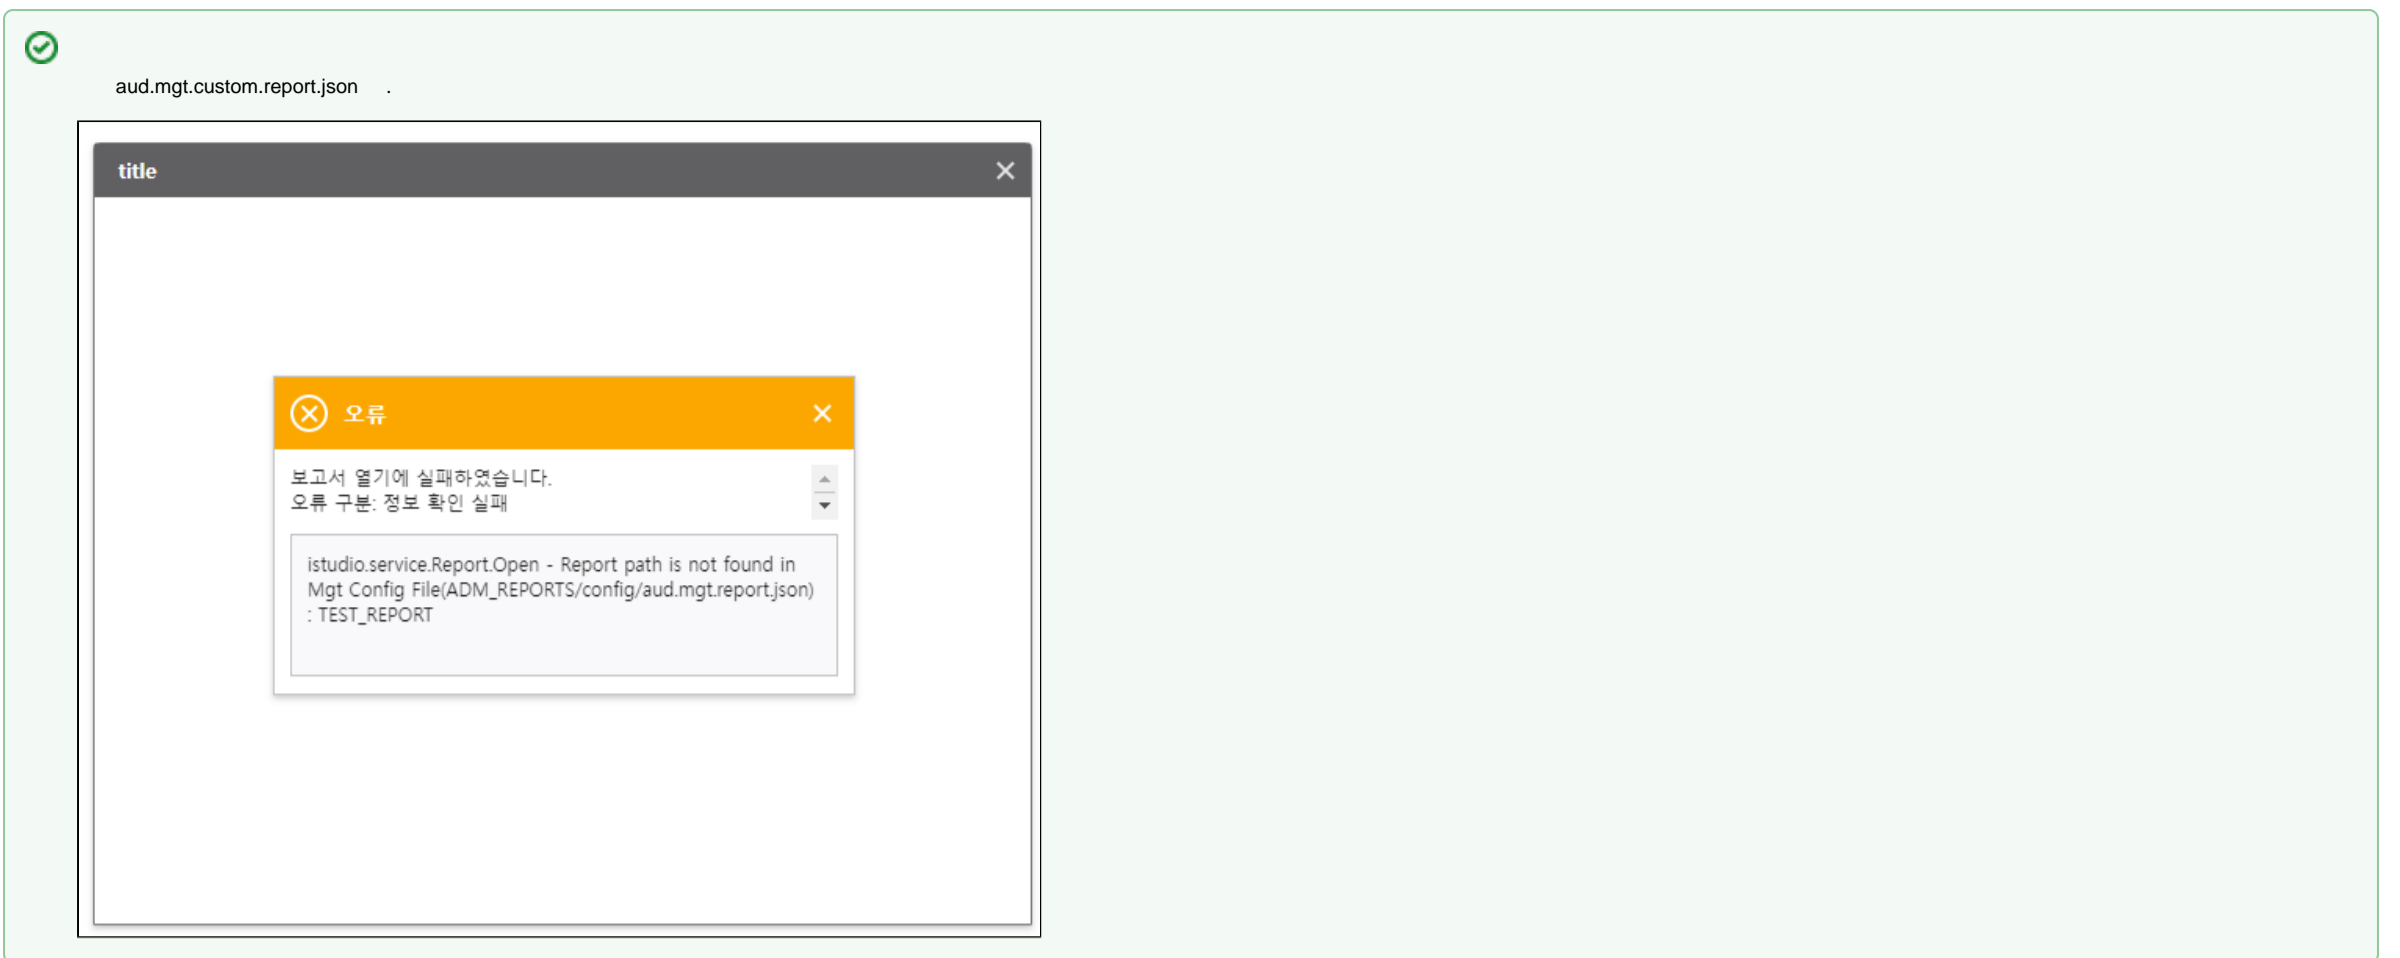 aud.mgt.custom.report.json .
title
오류
보고서 열기에 실패하였습니다.
오류 구분: 정보 확인 실패
istudio.service.Report.Open - Report path is not found in
Mgt Config File(ADM_REPORTS/config/aud.mgt.report.json)
: TEST_REPORT